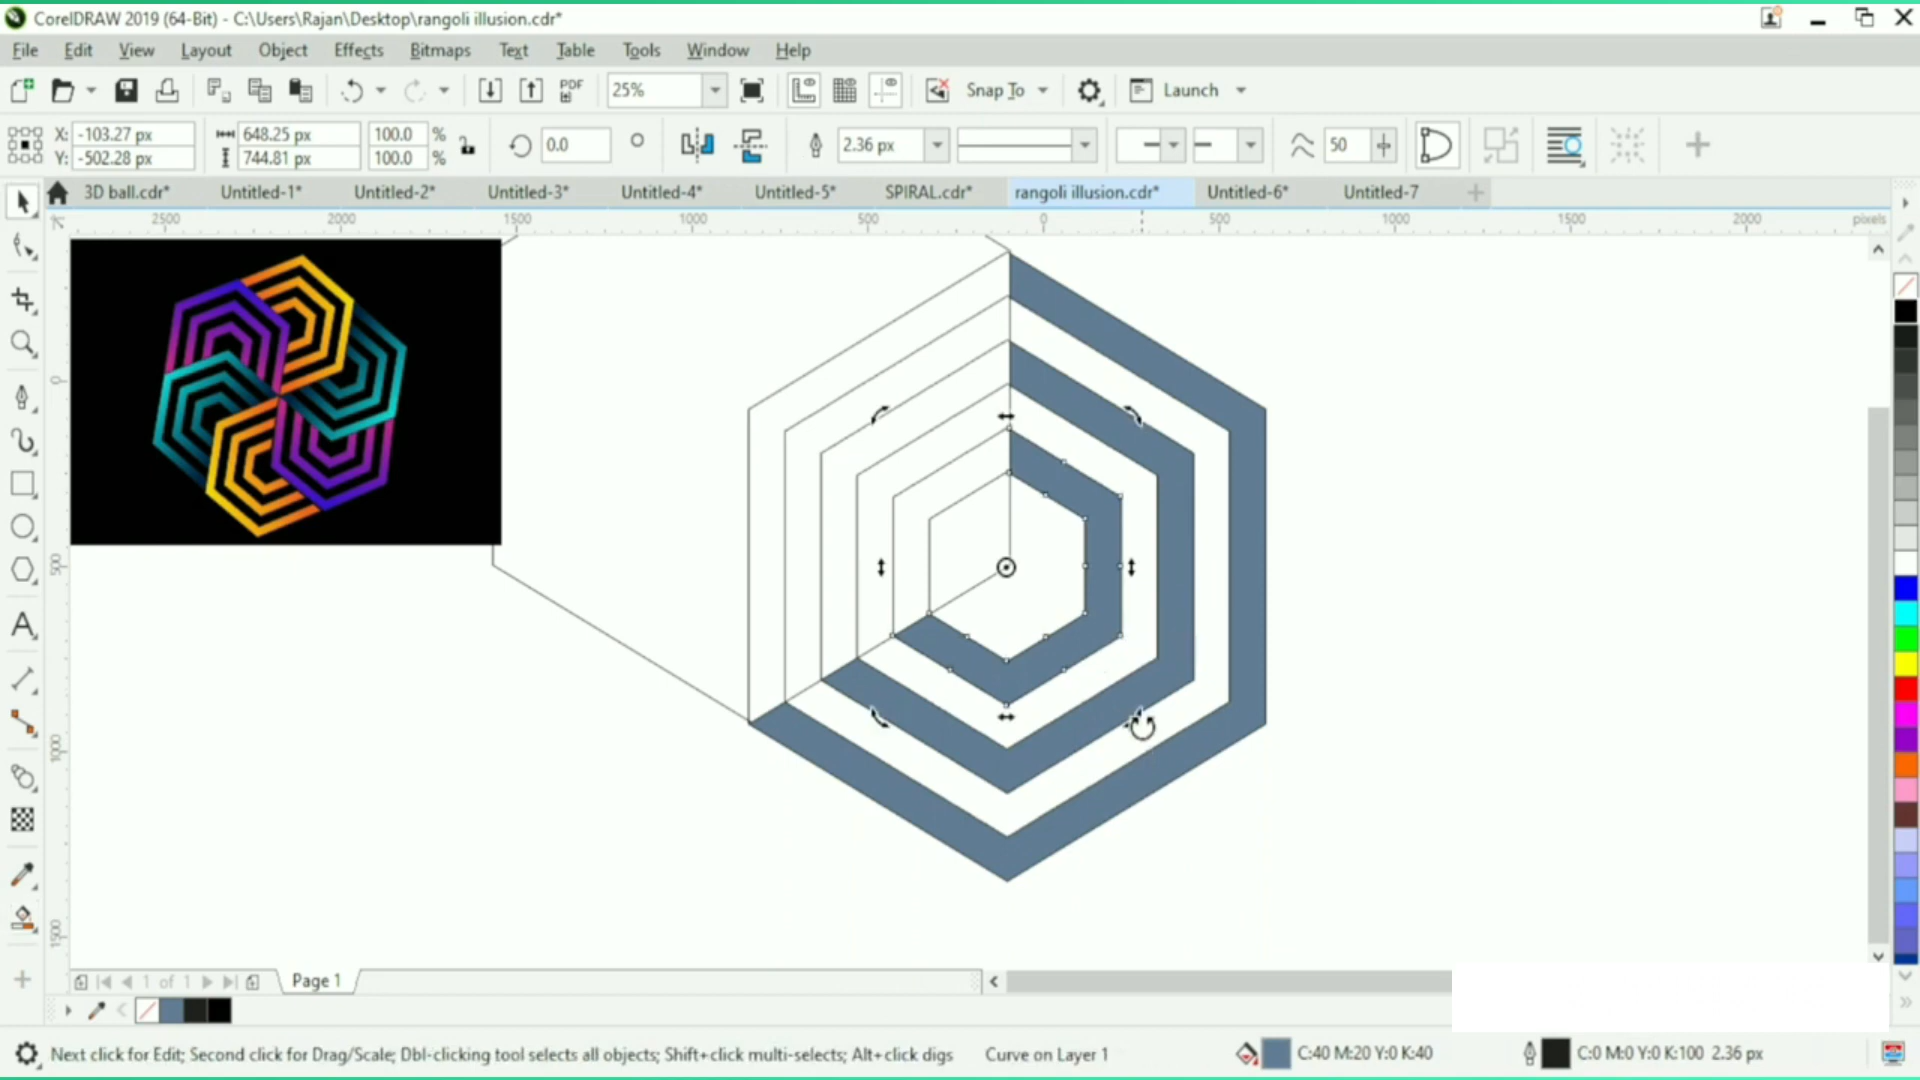 CorelDRAW 2019 (64-Bit) - C:\Users\Rajan\Desktop\rangoli illusion.cdr*
File Edit View Layout Object Effects Bitmaps Text Table Tools Window Help
PDF 25% Snap To Launch
X: -103.27 px 648.25 px 100.0 % 0.0 2.36 px 50
Y: -502.28 px 744.81 px 100.0 %
3D ball.cdr* Untitled-1* Untitled-2* Untitled-3* Untitled-4* Untitled-5* SPIRAL.cdr* rangoli illusion.cdr* Untitled-6* Untitled-7
2500 2000 1500 1000 500 0 500 1000 1500 2000 pixels
0
500
1000
1500
1 of 1 Page 1
Next click for Edit; Second click for Drag/Scale; Dbl-clicking tool selects all objects; Shift+click multi-selects; Alt+click digs Curve on Layer 1 C:40 M:20 Y:0 K:40 C:0 M:0 Y:0 K:100 2.36 px